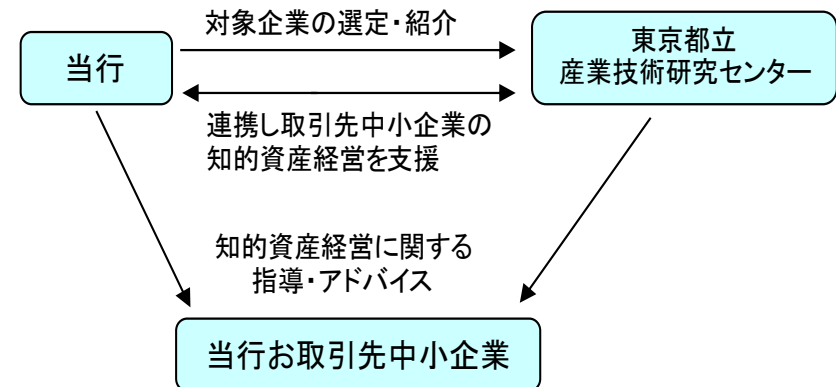 対象企業の選定・紹介
当行
東京都立
産業技術研究センター
連携し取引先中小企業の
知的資産経営を支援
知的資産経営に関する
指導・アドバイス
当行お取引先中小企業